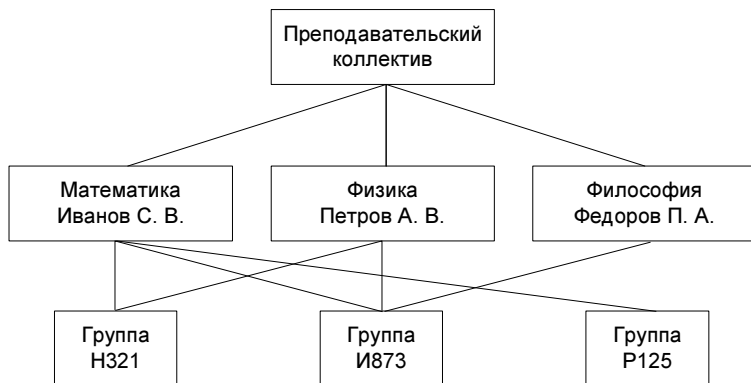 Преподавательский
коллектив
Математика
Иванов С. В.
Физика
Петров А. В.
Философия
Федоров П. А.
Группа
Н321
Группа
И873
Группа
Р125